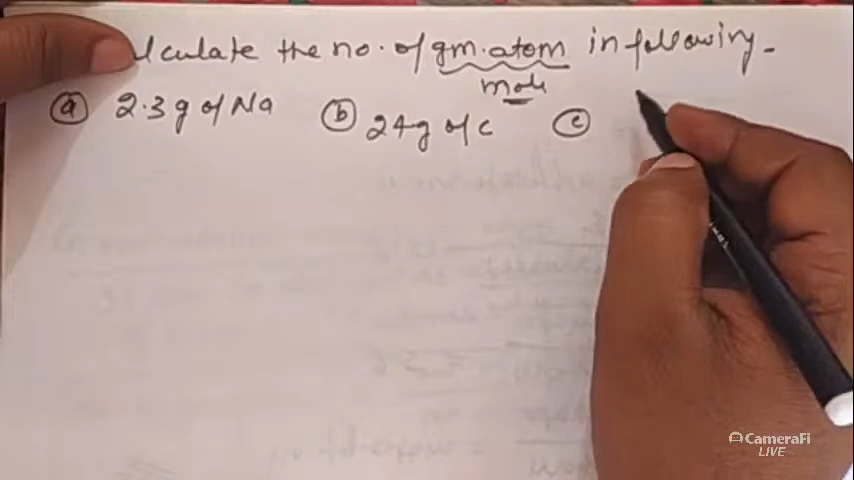 lculate the no. of gm.atom in following -
mole
(a) 2.3 g of Na (b) 24 g of C (c)
CameraFi
LIVE